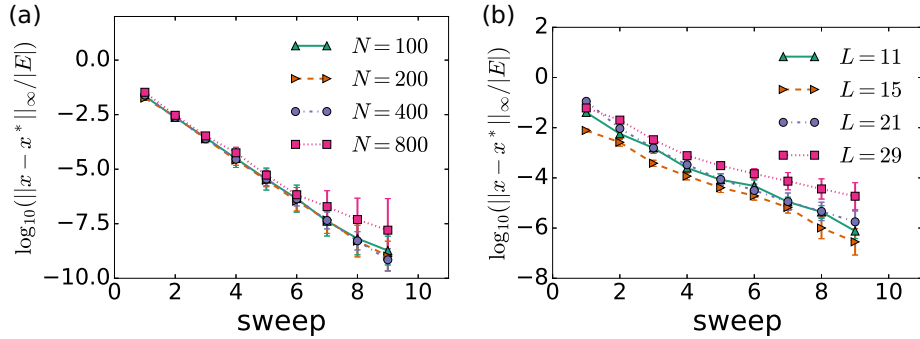 (a)
log₁₀(||x − x*||∞/|E|)
0.0
−2.5
−5.0
−7.5
−10.0
0 2 4 6 8 10
sweep
N = 100
N = 200
N = 400
N = 800
(b)
log₁₀(||x − x*||∞/|E|)
2
0
−2
−4
−6
−8
0 2 4 6 8 10
sweep
L = 11
L = 15
L = 21
L = 29